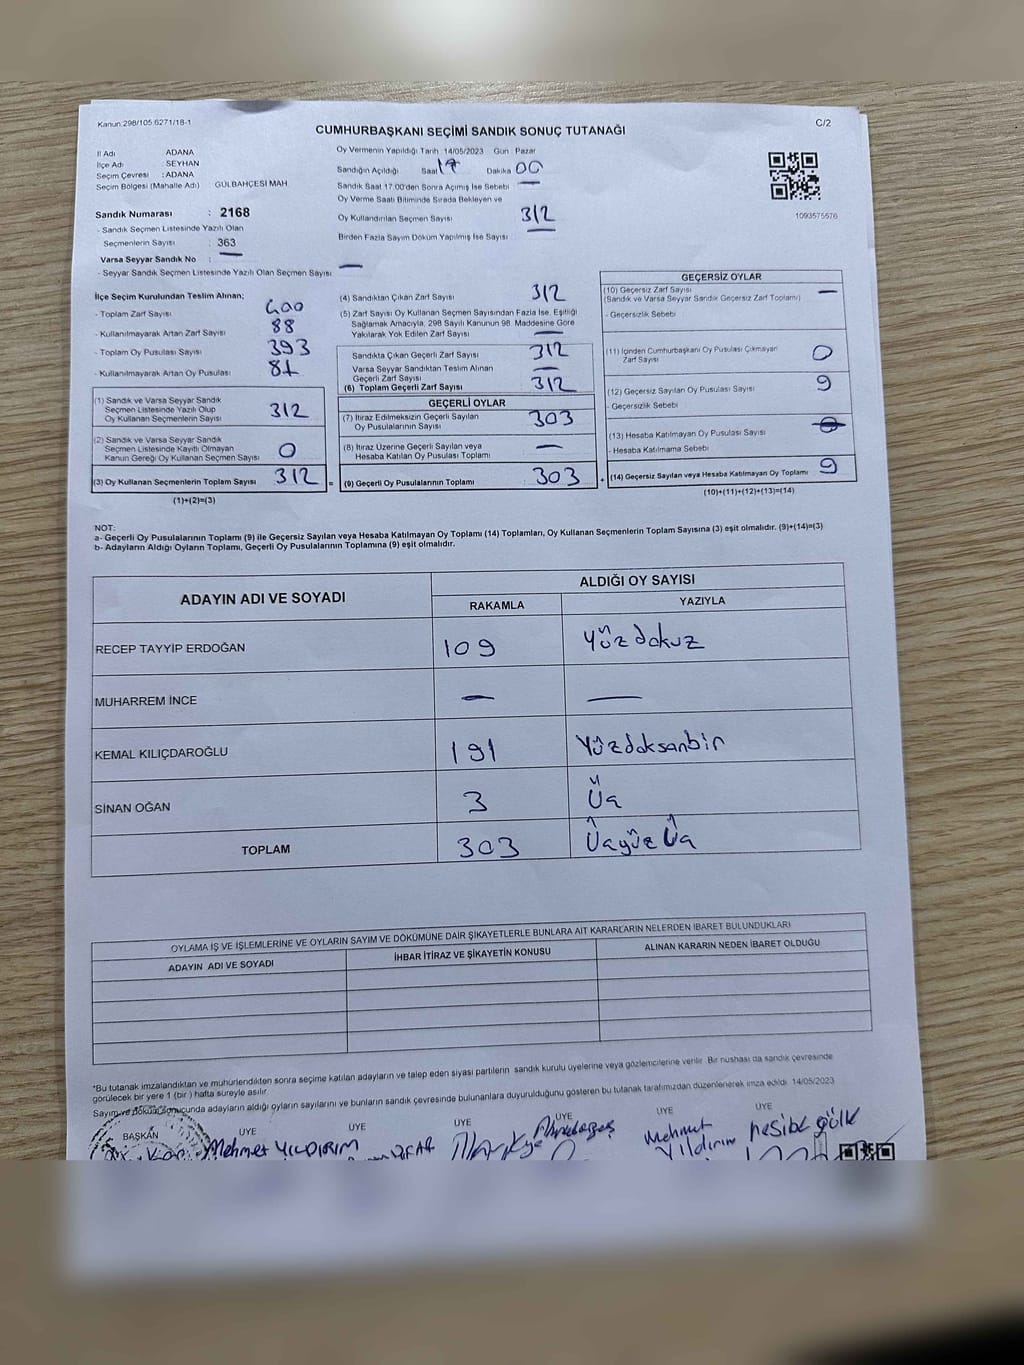 Kanun:298/105.6271/18-1
C/2
CUMHURBAŞKANI SEÇİMİ SANDIK SONUÇ TUTANAĞI
İl Adı ADANA
İlçe Adı : SEYHAN
Seçim Çevresi : ADANA
Seçim Bölgesi (Mahalle Adı) GÜLBAHÇESİ MAH
Sandık Numarası : 2168
- Sandık Seçmen Listesinde Yazılı Olan
Seçmenlerin Sayısı : 363
Varsa Seyyar Sandık No : —
- Seyyar Sandık Seçmen Listesinde Yazılı Olan Seçmen Sayısı : —
Oy Vermenin Yapıldığı Tarih 14/05/2023 Gün : Pazar
Sandığın Açıldığı Saat 17 Dakika 00
Sandık Saat 17.00'den Sonra Açımış İse Sebebi —
Oy Verme Saati Bitiminde Sırada Bekleyen ve
Oy Kullandırılan Seçmen Sayısı 312
Birden Fazla Sayım Döküm Yapılmış İse Sayısı —
1093575576
İlçe Seçim Kurulundan Teslim Alınan;
- Toplam Zarf Sayısı : 400
- Kullanılmayarak Artan Zarf Sayısı : 88
- Toplam Oy Pusulası Sayısı : 393
- Kullanılmayarak Artan Oy Pusulası : 81
(1) Sandık ve Varsa Seyyar Sandık
Seçmen Listesinde Yazılı Olup
Oy Kullanan Seçmenlerin Sayısı : 312
(2) Sandık ve Varsa Seyyar Sandık
Seçmen Listesinde Kayıtlı Olmayan
Kanun Gereği Oy Kullanan Seçmen Sayısı : 0
(3) Oy Kullanan Seçmenlerin Toplam Sayısı : 312 =
(1)+(2)=(3)
(4) Sandıktan Çıkan Zarf Sayısı : 312
(5) Zarf Sayısı Oy Kullanan Seçmen Sayısından Fazla İse, Eşitliği
Sağlamak Amacıyla, 298 Sayılı Kanunun 98. Maddesine Göre
Yakılarak Yok Edilen Zarf Sayısı : —
Sandıkta Çıkan Geçerli Zarf Sayısı : 312
Varsa Seyyar Sandıktan Teslim Alınan
Geçerli Zarf Sayısı : —
(6) Toplam Geçerli Zarf Sayısı : 312
GEÇERLİ OYLAR
(7) İtiraz Edilmeksizin Geçerli Sayılan
Oy Pusulalarının Sayısı : 303
(8) İtiraz Üzerine Geçerli Sayılan veya
Hesaba Katılan Oy Pusulası Toplamı : —
(9) Geçerli Oy Pusulalarının Toplamı : 303 +
GEÇERSİZ OYLAR
(10) Geçersiz Zarf Sayısı —
(Sandık ve Varsa Seyyar Sandık Geçersiz Zarf Toplamı)
- Geçersizlik Sebebi :
(11) İçinden Cumhurbaşkanı Oy Pusulası Çıkmayan
Zarf Sayısı : 0
(12) Geçersiz Sayılan Oy Pusulası Sayısı : 9
- Geçersizlik Sebebi :
(13) Hesaba Katılmayan Oy Pusulası Sayısı
- Hesaba Katılmama Sebebi :
(14) Geçersiz Sayılan veya Hesaba Katılmayan Oy Toplamı : 9
(10)+(11)+(12)+(13)=(14)
NOT:
a- Geçerli Oy Pusulalarının Toplamı (9) ile Geçersiz Sayılan veya Hesaba Katılmayan Oy Toplamı (14) Toplamları, Oy Kullanan Seçmenlerin Toplam Sayısına (3) eşit olmalıdır. (9)+(14)=(3)
b- Adayların Aldığı Oyların Toplamı, Geçerli Oy Pusulalarının Toplamına (9) eşit olmalıdır.
ADAYIN ADI VE SOYADI
ALDIĞI OY SAYISI
RAKAMLA YAZIYLA
RECEP TAYYİP ERDOĞAN 109 Yüzdokuz
MUHARREM İNCE — —
KEMAL KILIÇDAROĞLU 191 Yüzdoksanbir
SİNAN OĞAN 3 Üç
TOPLAM 303 ÜçyüzÜç
OYLAMA İŞ VE İŞLEMLERİNE VE OYLARIN SAYIM VE DÖKÜMÜNE DAİR ŞİKAYETLERLE BUNLARA AİT KARARLARIN NELERDEN İBARET BULUNDUKLARI
ADAYIN ADI VE SOYADI İHBAR İTİRAZ VE ŞİKAYETİN KONUSU ALINAN KARARIN NEDEN İBARET OLDUĞU
*Bu tutanak imzalandıktan ve mühürlendikten sonra seçime katılan adayların ve talep eden siyasi partilerin sandık kurulu üyelerine veya gözlemcilerine verilir. Bir nüshası da sandık çevresinde
görülecek bir yere 1 (bir) hafta süreyle asılır.
Sayım ve döküm sonucunda adayların aldığı oyların sayılarını ve bunların sandık çevresinde bulunanlara duyurulduğunu gösteren bu tutanak tarafımızdan düzenlenerek imza edildi. 14/05/2023
BAŞKAN ÜYE ÜYE ÜYE ÜYE ÜYE ÜYE
Mehmet YILDIRIM
Mehmet Yıldırım
Nesibe gölk